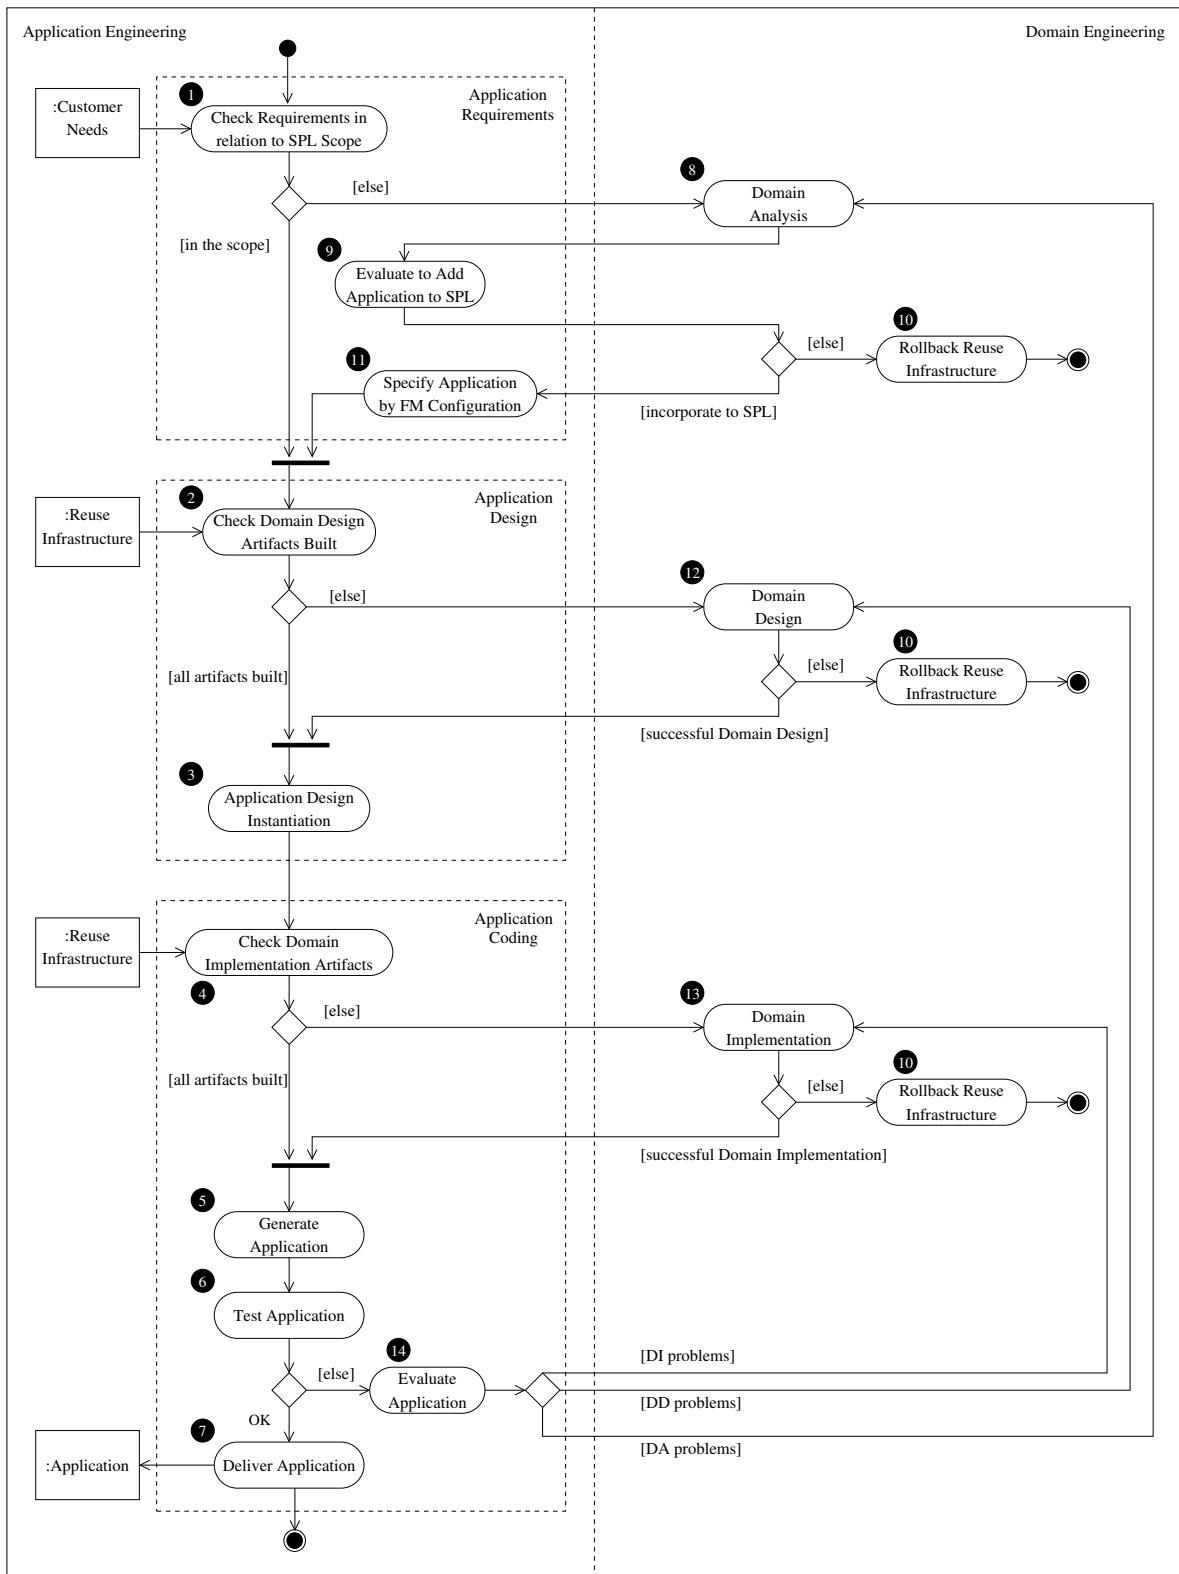 Application Engineering
Domain Engineering
1
Application
Requirements
:Customer
Needs
Check Requirements in
relation to SPL Scope
[else]
8
Domain
Analysis
[in the scope]
9
Evaluate to Add
Application to SPL
10
[else]
Rollback Reuse
Infrastructure
11
Specify Application
by FM Configuration
[incorporate to SPL]
2
Application
Design
:Reuse
Infrastructure
Check Domain Design
Artifacts Built
[else]
12
Domain
Design
10
[else]
Rollback Reuse
Infrastructure
[all artifacts built]
[successful Domain Design]
3
Application Design
Instantiation
Application
Coding
:Reuse
Infrastructure
Check Domain
Implementation Artifacts
4
[else]
13
Domain
Implementation
10
[else]
Rollback Reuse
Infrastructure
[all artifacts built]
[successful Domain Implementation]
5
Generate
Application
6
Test Application
[else]
14
Evaluate
Application
[DI problems]
[DD problems]
[DA problems]
OK
7
Deliver Application
:Application